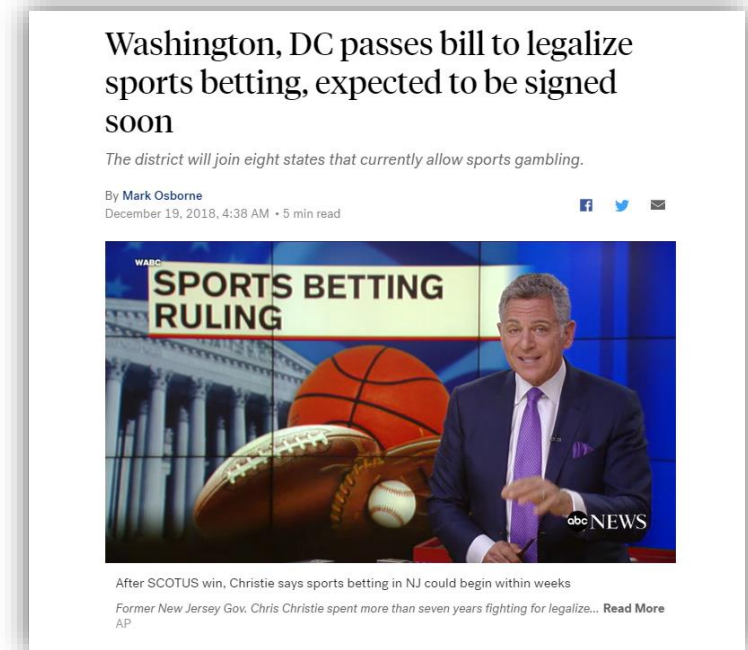 Washington, DC passes bill to legalize
sports betting, expected to be signed
soon
The district will join eight states that currently allow sports gambling.
By Mark Osborne
December 19, 2018, 4:38 AM • 5 min read
WABC
SPORTS BETTING
RULING
abc NEWS
After SCOTUS win, Christie says sports betting in NJ could begin within weeks
Former New Jersey Gov. Chris Christie spent more than seven years fighting for legalize... Read More
AP